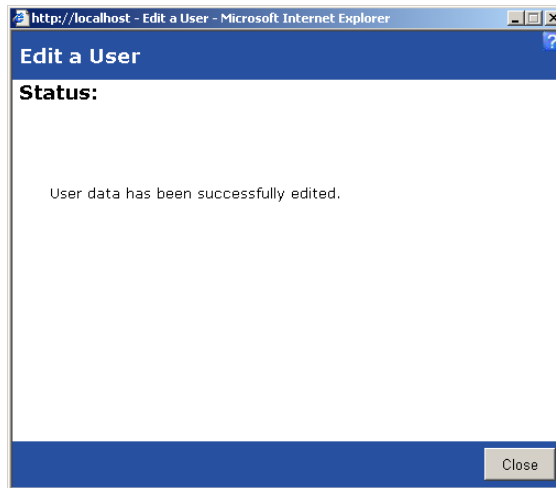 http://localhost - Edit a User - Microsoft Internet Explorer
Edit a User
?
Status:
User data has been successfully edited.
Close